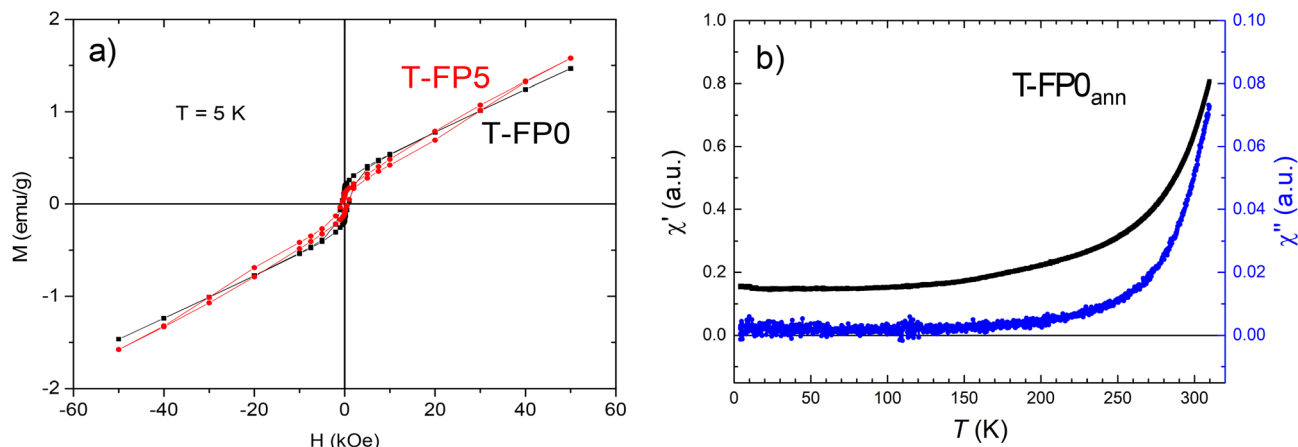 a)
T-FP5
T-FP0
T = 5 K
M (emu/g)
2
1
0
-1
-2
-60 -40 -20 0 20 40 60
H (kOe)
b)
T-FP0ann
χ' (a.u.)
1.0
0.8
0.6
0.4
0.2
0.0
0 50 100 150 200 250 300
T (K)
0.10
0.08
0.06
0.04
0.02
0.00
χ'' (a.u.)